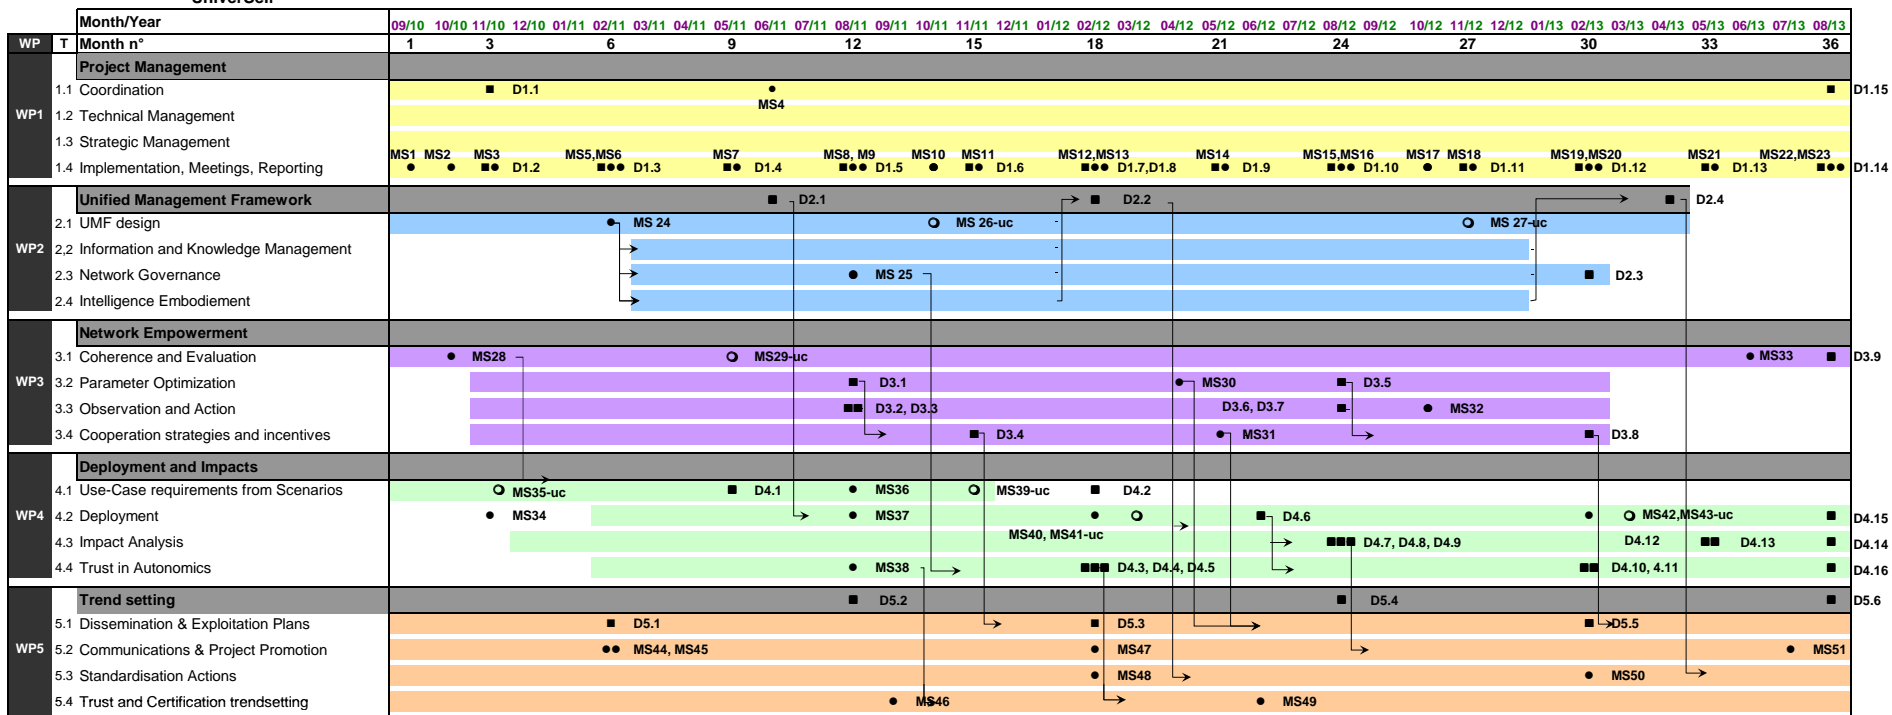 UniverSelf
Month/Year 09/10 10/10 11/10 12/10 01/11 02/11 03/11 04/11 05/11 06/11 07/11 08/11 09/11 10/11 11/11 12/11 01/12 02/12 03/12 04/12 05/12 06/12 07/12 08/12 09/12 10/12 11/12 12/12 01/13 02/13 03/13 04/13 05/13 06/13 07/13 08/13
WP T Month n° 1 3 6 9 12 15 18 21 24 27 30 33 36
Project Management
1.1 Coordination D1.1 D1.15
MS4
WP1 1.2 Technical Management
1.3 Strategic Management
MS1 MS2 MS3 MS5,MS6 MS7 MS8, M9 MS10 MS11 MS12,MS13 MS14 MS15,MS16 MS17 MS18 MS19,MS20 MS21 MS22,MS23
1.4 Implementation, Meetings, Reporting D1.2 D1.3 D1.4 D1.5 D1.6 D1.7,D1.8 D1.9 D1.10 D1.11 D1.12 D1.13 D1.14
Unified Management Framework D2.1 D2.2 D2.4
2.1 UMF design MS 24 MS 26-uc MS 27-uc
WP2 2,2 Information and Knowledge Management
2.3 Network Governance MS 25 D2.3
2.4 Intelligence Embodiement
Network Empowerment
3.1 Coherence and Evaluation MS28 MS29-uc MS33 D3.9
WP3 3.2 Parameter Optimization D3.1 MS30 D3.5
3.3 Observation and Action D3.2, D3.3 D3.6, D3.7 MS32
3.4 Cooperation strategies and incentives D3.4 MS31 D3.8
Deployment and Impacts
4.1 Use-Case requirements from Scenarios MS35-uc D4.1 MS36 MS39-uc D4.2
WP4 4.2 Deployment MS34 MS37 D4.6 MS42,MS43-uc D4.15
MS40, MS41-uc
4.3 Impact Analysis D4.7, D4.8, D4.9 D4.12 D4.13 D4.14
4.4 Trust in Autonomics MS38 D4.3, D4.4, D4.5 D4.10, 4.11 D4.16
Trend setting D5.2 D5.4 D5.6
5.1 Dissemination & Exploitation Plans D5.1 D5.3 D5.5
WP5 5.2 Communications & Project Promotion MS44, MS45 MS47 MS51
5.3 Standardisation Actions MS48 MS50
5.4 Trust and Certification trendsetting MS46 MS49